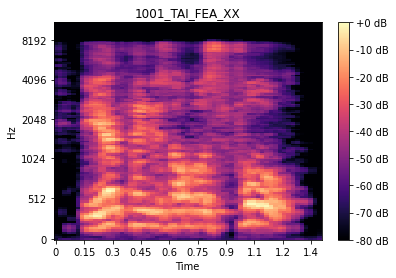 1001_TAI_FEA_XX
Hz
8192
4096
2048
1024
512
0
0 0.15 0.3 0.45 0.6 0.75 0.9 1.1 1.2 1.4
Time
+0 dB
-10 dB
-20 dB
-30 dB
-40 dB
-50 dB
-60 dB
-70 dB
-80 dB